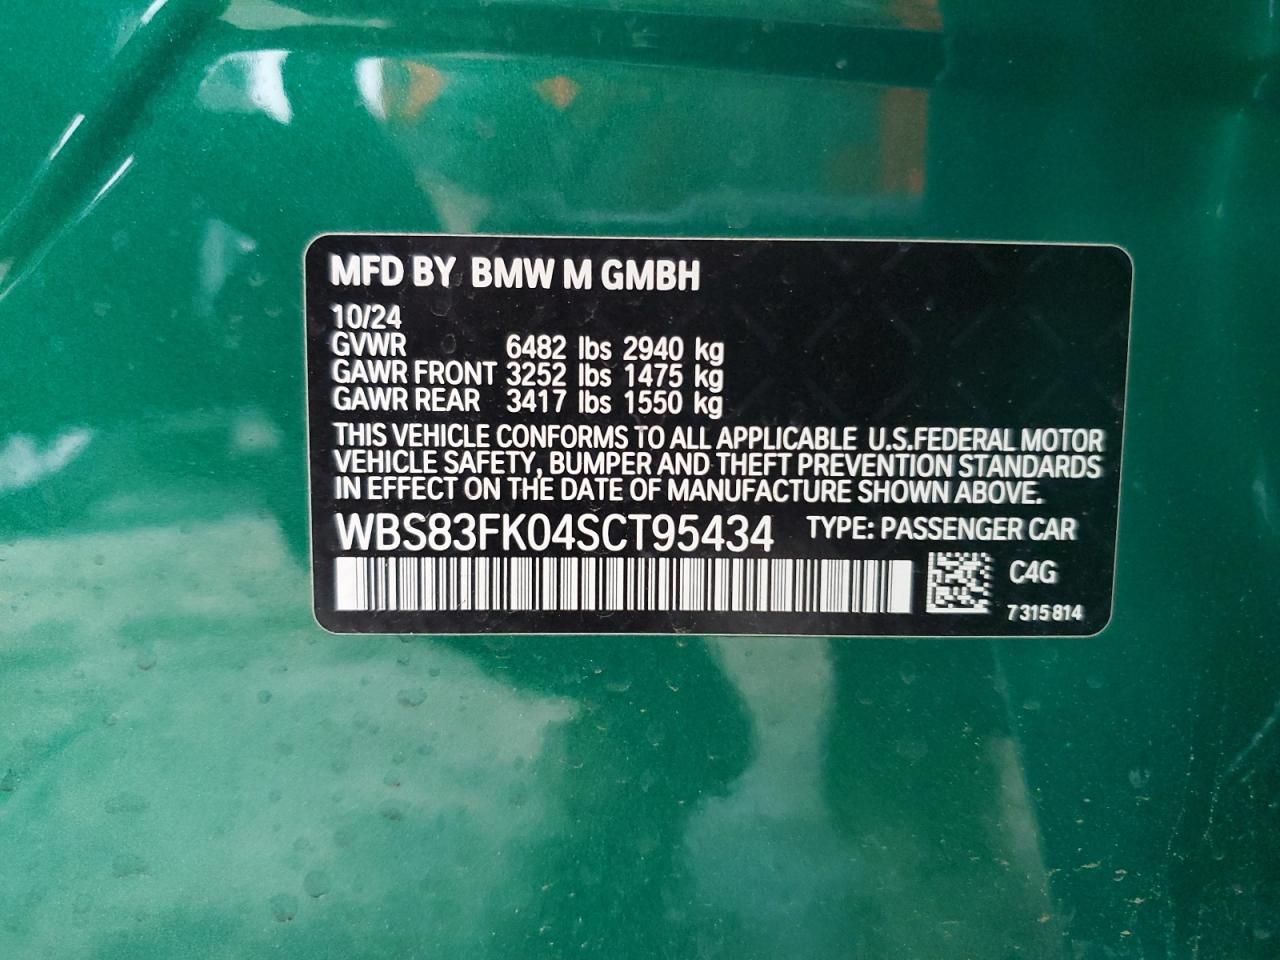 MFD BY BMW M GMBH
10/24
GVWR 6482 lbs 2940 kg
GAWR FRONT 3252 lbs 1475 kg
GAWR REAR 3417 lbs 1550 kg
THIS VEHICLE CONFORMS TO ALL APPLICABLE U.S.FEDERAL MOTOR
VEHICLE SAFETY, BUMPER AND THEFT PREVENTION STANDARDS
IN EFFECT ON THE DATE OF MANUFACTURE SHOWN ABOVE.
WBS83FK04SCT95434 TYPE: PASSENGER CAR
C4G
7 315 814